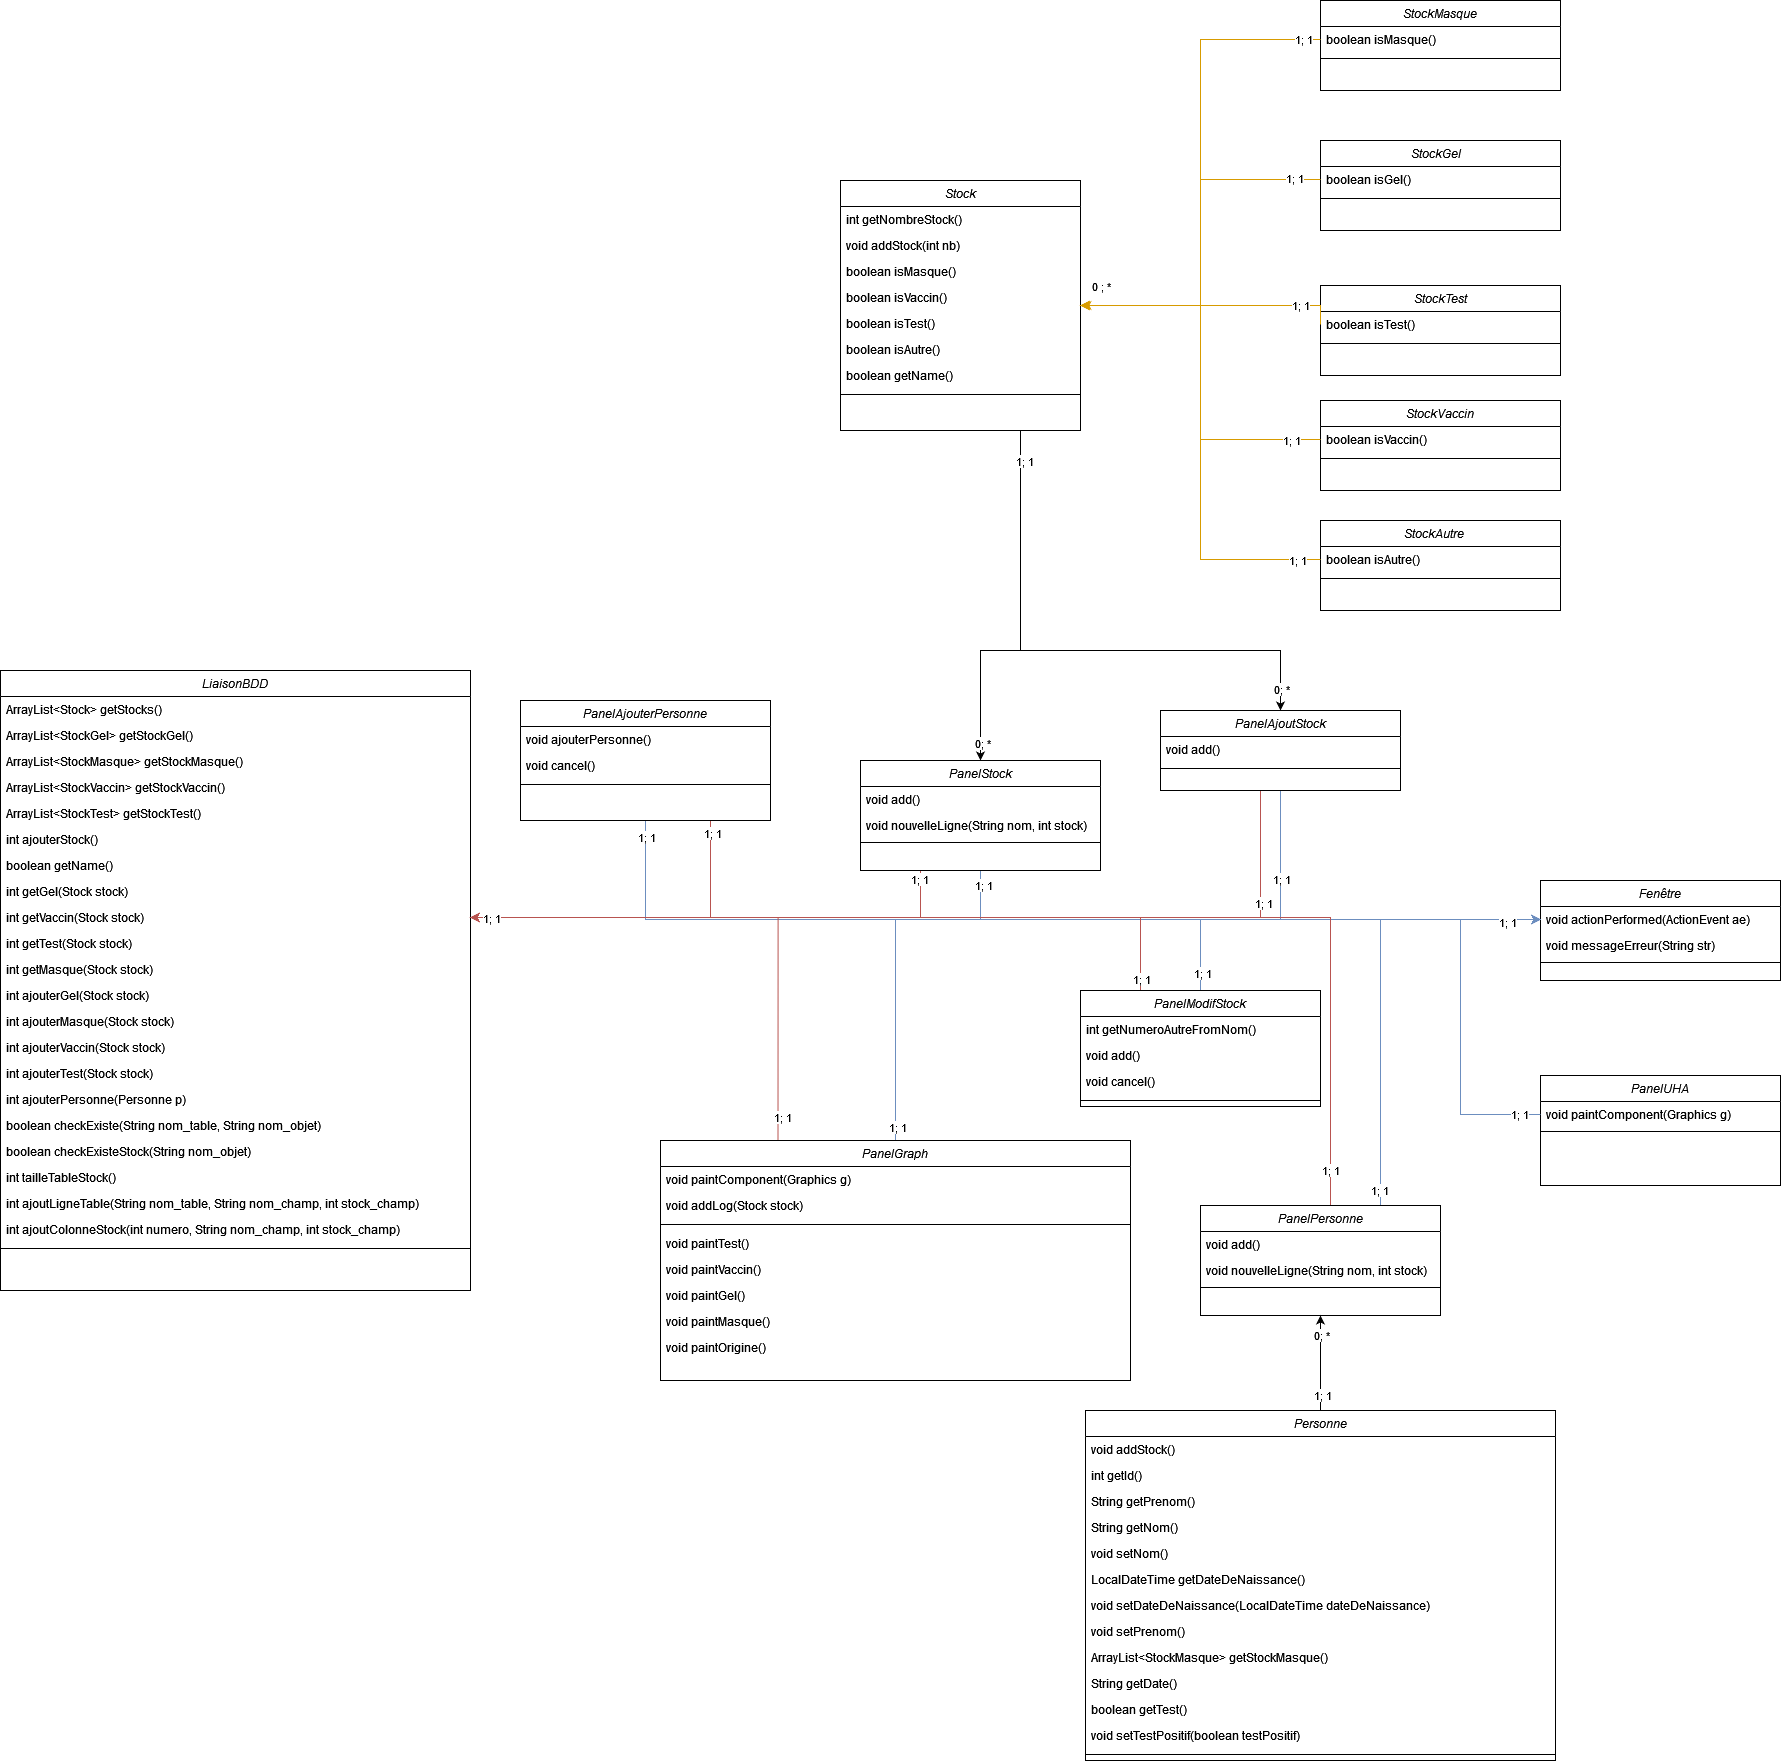 StockMasque
boolean isMasque()
1; 1
StockGel
boolean isGel()
1; 1
Stock
int getNombreStock()
void addStock(int nb)
boolean isMasque()
boolean isVaccin()
boolean isTest()
boolean isAutre()
boolean getName()
0 ; *
1; 1
StockTest
boolean isTest()
1; 1
StockVaccin
boolean isVaccin()
1; 1
StockAutre
boolean isAutre()
1; 1
1; 1
LiaisonBDD
ArrayList<Stock> getStocks()
ArrayList<StockGel> getStockGel()
ArrayList<StockMasque> getStockMasque()
ArrayList<StockVaccin> getStockVaccin()
ArrayList<StockTest> getStockTest()
int ajouterStock()
boolean getName()
int getGel(Stock stock)
int getVaccin(Stock stock)
int getTest(Stock stock)
int getMasque(Stock stock)
int ajouterGel(Stock stock)
int ajouterMasque(Stock stock)
int ajouterVaccin(Stock stock)
int ajouterTest(Stock stock)
int ajouterPersonne(Personne p)
boolean checkExiste(String nom_table, String nom_objet)
boolean checkExisteStock(String nom_objet)
int tailleTableStock()
int ajoutLigneTable(String nom_table, String nom_champ, int stock_champ)
int ajoutColonneStock(int numero, String nom_champ, int stock_champ)
1; 1
PanelAjouterPersonne
void ajouterPersonne()
void cancel()
1; 1
1; 1
0; *
PanelStock
void add()
void nouvelleLigne(String nom, int stock)
1; 1
1; 1
0; *
PanelAjoutStock
void add()
1; 1
1; 1
Fenêtre
void actionPerformed(ActionEvent ae)
void messageErreur(String str)
1; 1
1; 1
1; 1
PanelModifStock
int getNumeroAutreFromNom()
void add()
void cancel()
PanelUHA
void paintComponent(Graphics g)
1; 1
1; 1
PanelGraph
void paintComponent(Graphics g)
void addLog(Stock stock)
void paintTest()
void paintVaccin()
void paintGel()
void paintMasque()
void paintOrigine()
1; 1
1; 1
PanelPersonne
void add()
void nouvelleLigne(String nom, int stock)
0; *
1; 1
Personne
void addStock()
int getId()
String getPrenom()
String getNom()
void setNom()
LocalDateTime getDateDeNaissance()
void setDateDeNaissance(LocalDateTime dateDeNaissance)
void setPrenom()
ArrayList<StockMasque> getStockMasque()
String getDate()
boolean getTest()
void setTestPositif(boolean testPositif)